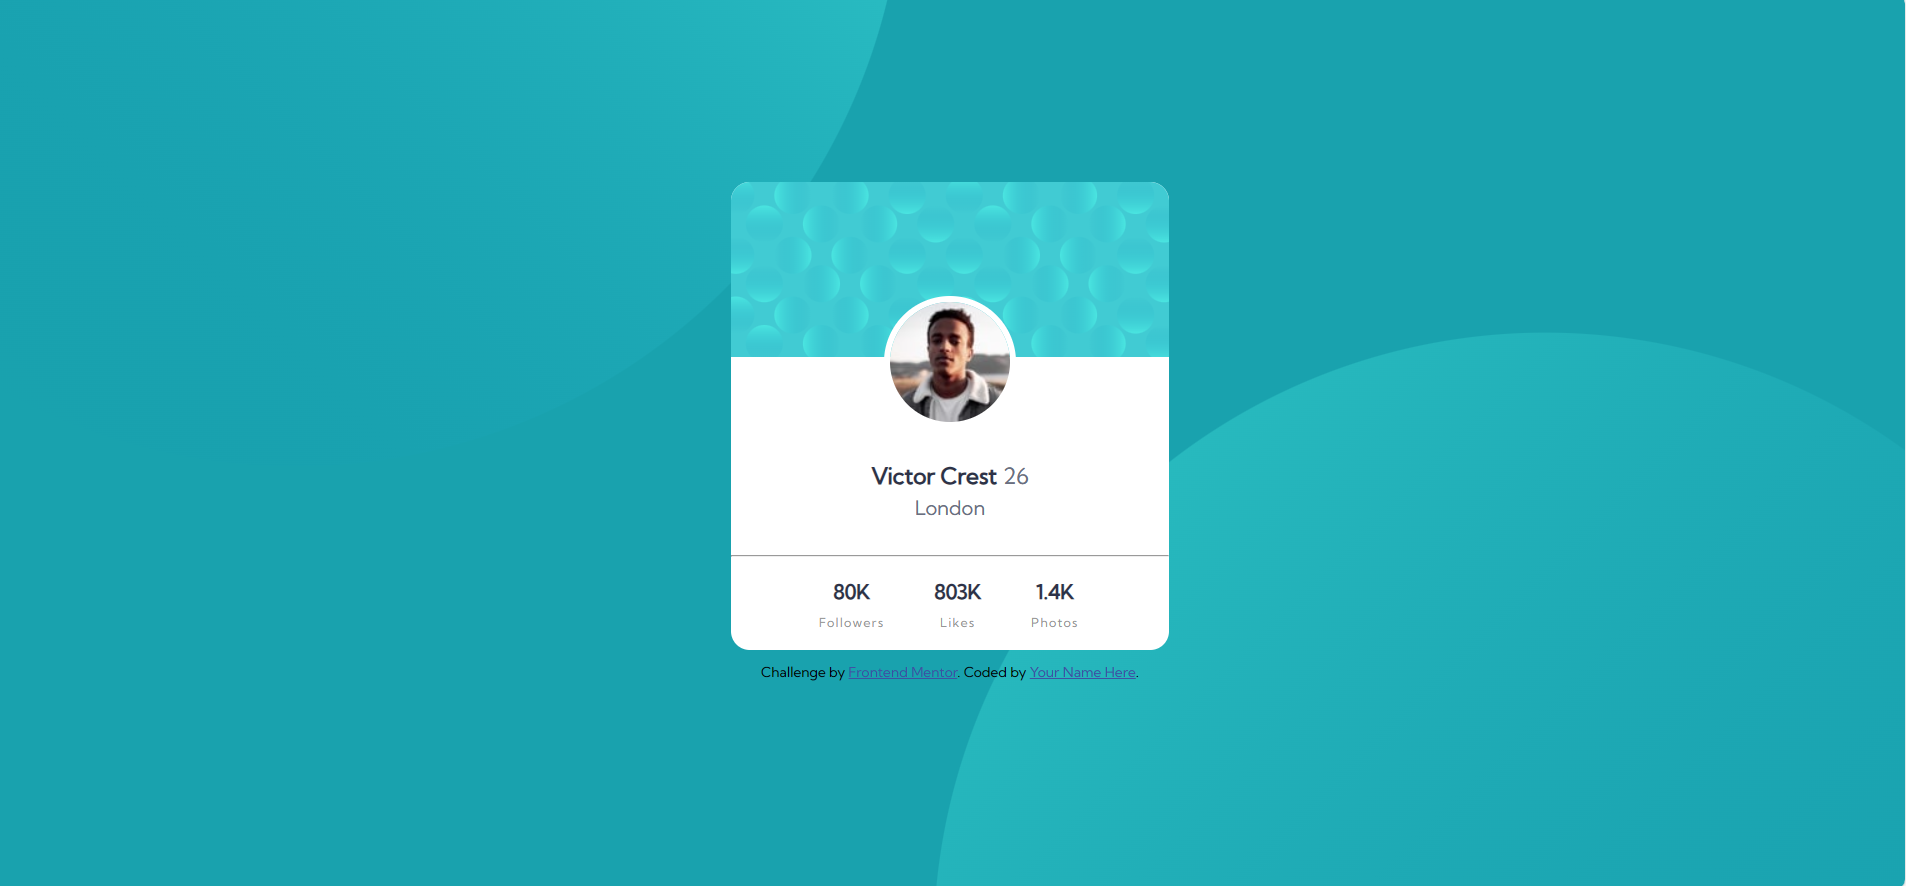 Victor Crest 26
London
80K 803K 1.4K
Followers Likes Photos
Challenge by Frontend Mentor. Coded by Your Name Here.